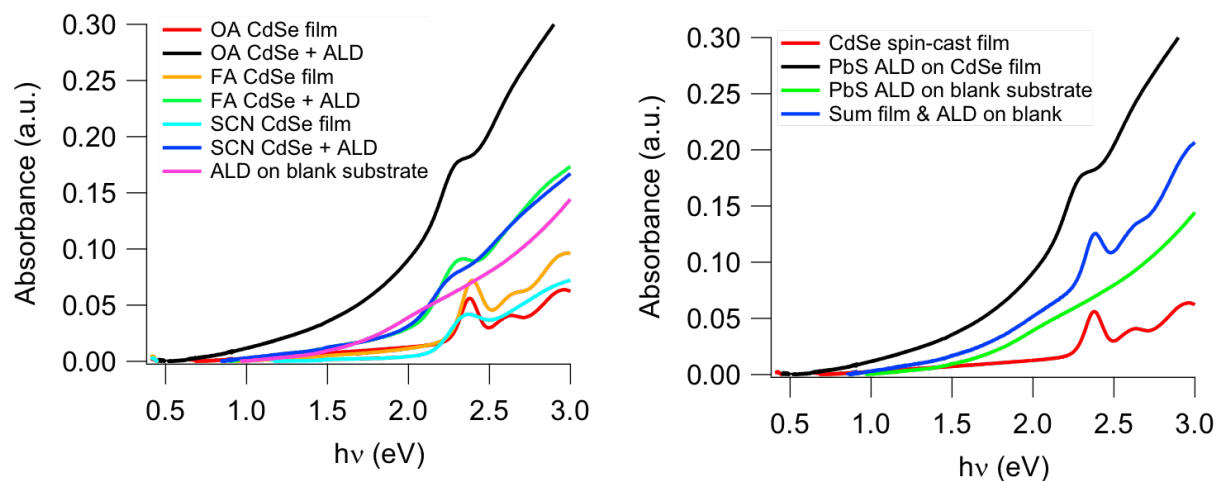 0.30
0.25
0.20
0.15
0.10
0.05
0.00
Absorbance (a.u.)
OA CdSe film
OA CdSe + ALD
FA CdSe film
FA CdSe + ALD
SCN CdSe film
SCN CdSe + ALD
ALD on blank substrate
0.5 1.0 1.5 2.0 2.5 3.0
hν (eV)
0.30
0.25
0.20
0.15
0.10
0.05
0.00
Absorbance (a.u.)
CdSe spin-cast film
PbS ALD on CdSe film
PbS ALD on blank substrate
Sum film & ALD on blank
0.5 1.0 1.5 2.0 2.5 3.0
hν (eV)